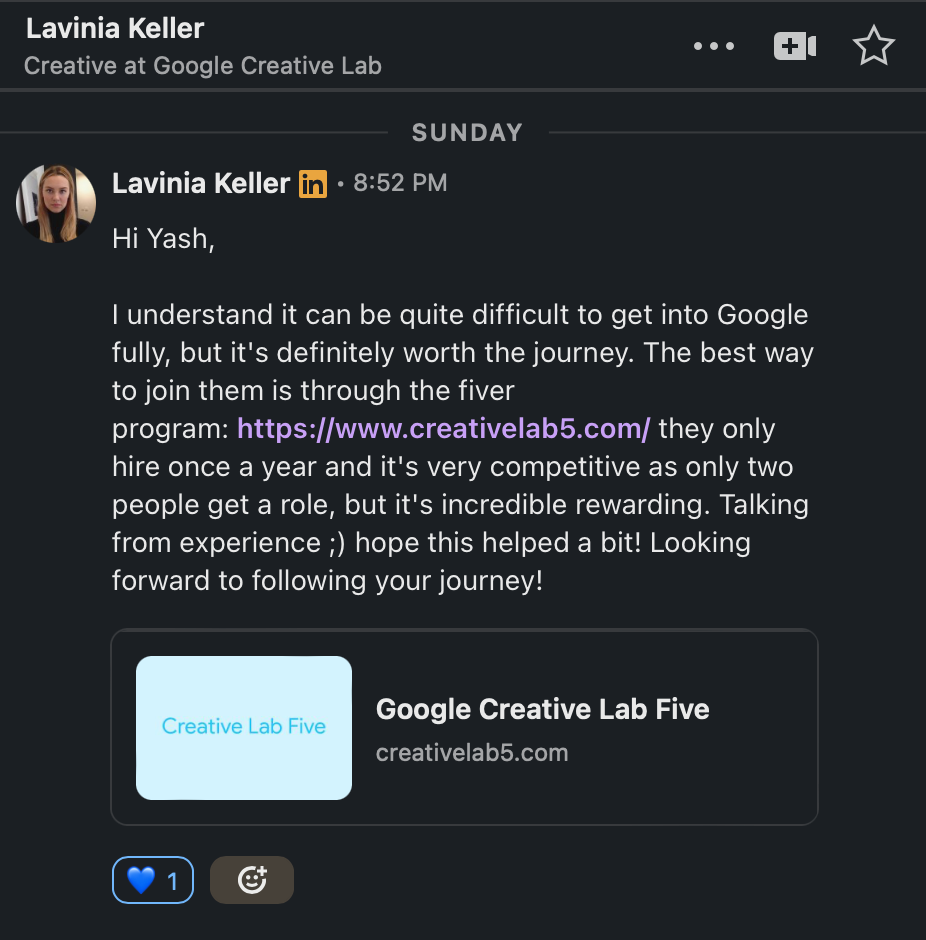 Lavinia Keller
Creative at Google Creative Lab
SUNDAY
Lavinia Keller in • 8:52 PM
Hi Yash,
I understand it can be quite difficult to get into Google
fully, but it's definitely worth the journey. The best way
to join them is through the fiver
program: https://www.creativelab5.com/ they only
hire once a year and it's very competitive as only two
people get a role, but it's incredible rewarding. Talking
from experience ;) hope this helped a bit! Looking
forward to following your journey!
Creative Lab Five
Google Creative Lab Five
creativelab5.com
💙 1